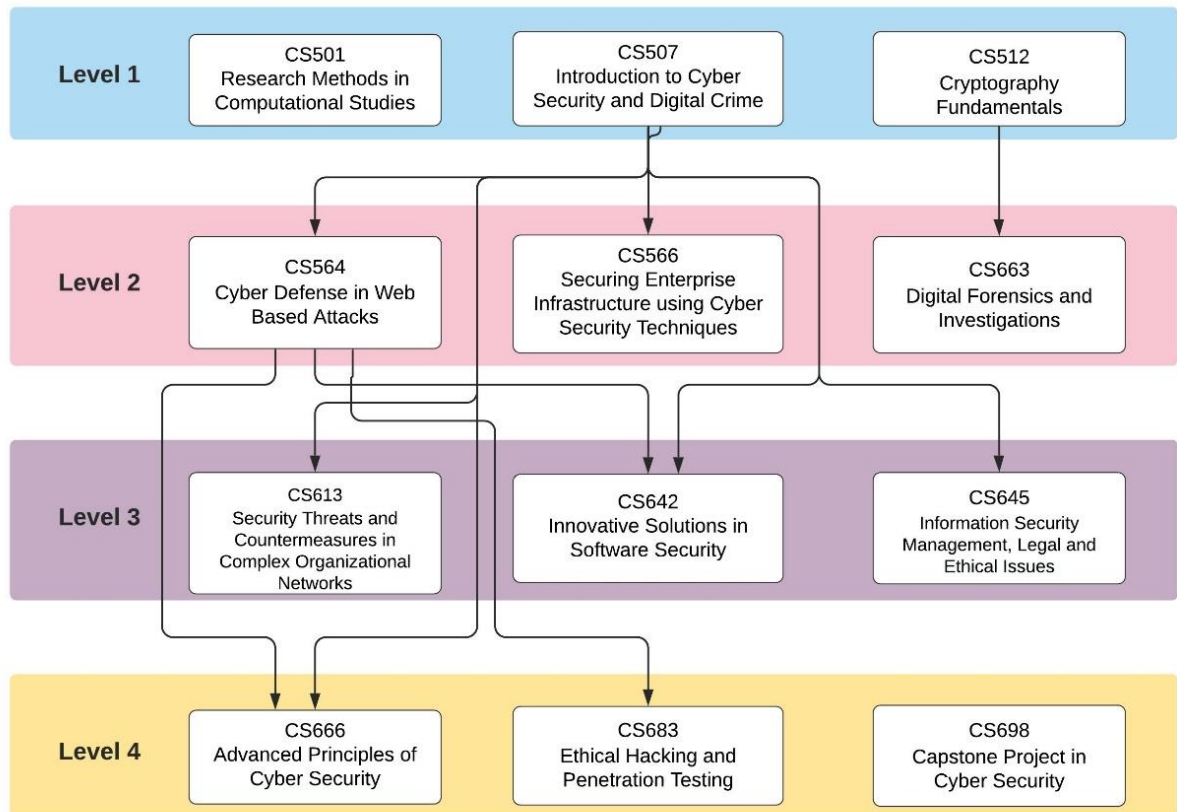 Level 1
CS501
Research Methods in
Computational Studies
CS507
Introduction to Cyber
Security and Digital Crime
CS512
Cryptography
Fundamentals
Level 2
CS564
Cyber Defense in Web
Based Attacks
CS566
Securing Enterprise
Infrastructure using Cyber
Security Techniques
CS663
Digital Forensics and
Investigations
Level 3
CS613
Security Threats and
Countermeasures in
Complex Organizational
Networks
CS642
Innovative Solutions in
Software Security
CS645
Information Security
Management, Legal and
Ethical Issues
Level 4
CS666
Advanced Principles of
Cyber Security
CS683
Ethical Hacking and
Penetration Testing
CS698
Capstone Project in
Cyber Security